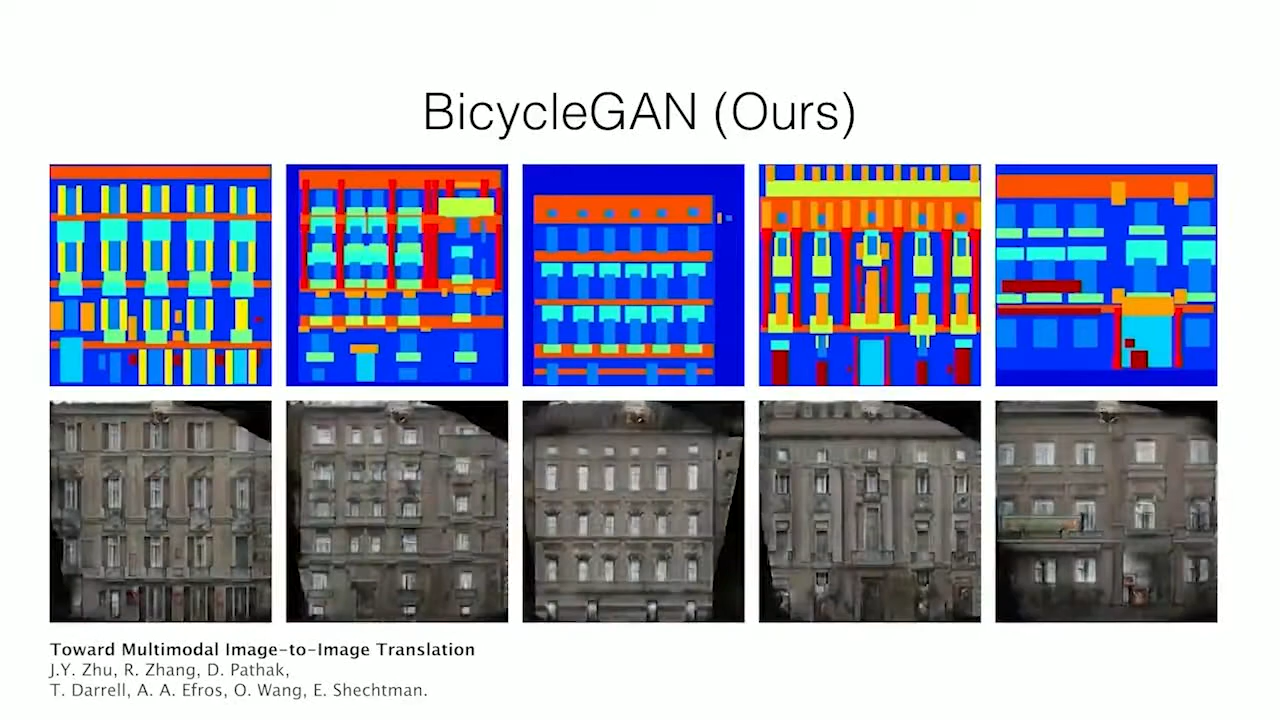 BicycleGAN (Ours)
Toward Multimodal Image-to-Image Translation
J.Y. Zhu, R. Zhang, D. Pathak,
T. Darrell, A. A. Efros, O. Wang, E. Shechtman.